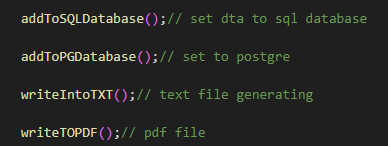 addToSQLDatabase();// set dta to sql database
addToPGDatabase();// set to postgre
writeIntoTXT();// text file generating
writeTOPDF();// pdf file